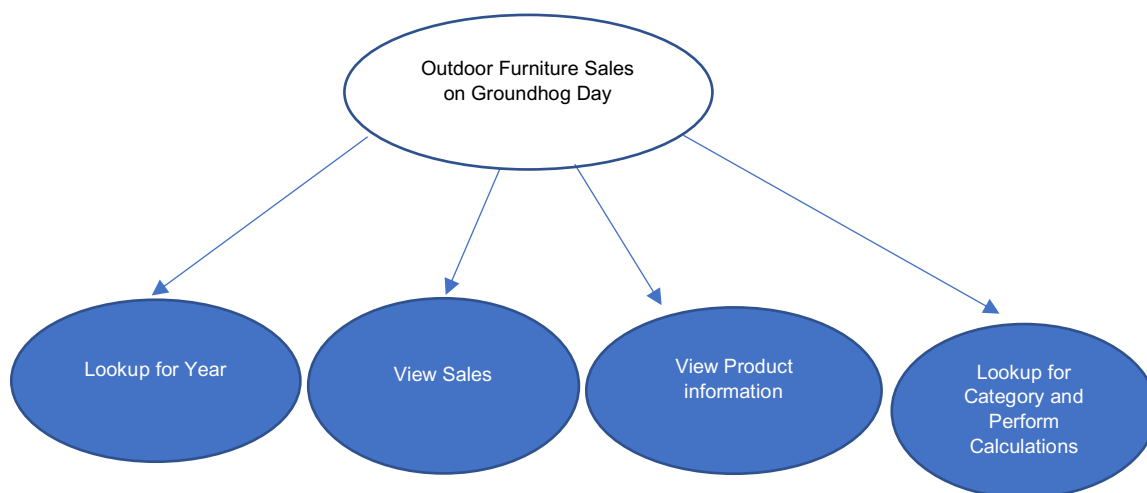 Outdoor Furniture Sales
on Groundhog Day
Lookup for Year
View Sales
View Product
information
Lookup for
Category and
Perform
Calculations